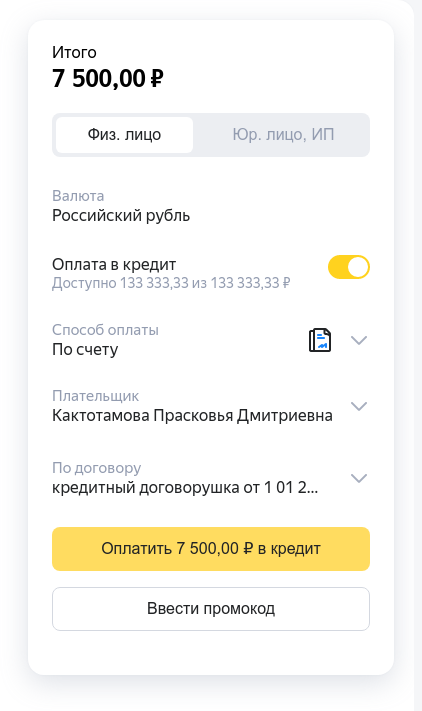 Итого
7 500,00 ₽
Физ. лицо
Юр. лицо, ИП
Валюта
Российский рубль
Оплата в кредит
Доступно 133 333,33 из 133 333,33 ₽
Способ оплаты
По счету
Плательщик
Кактотамова Прасковья Дмитриевна
По договору
кредитный договорушка от 1 01 2...
Оплатить 7 500,00 ₽ в кредит
Ввести промокод